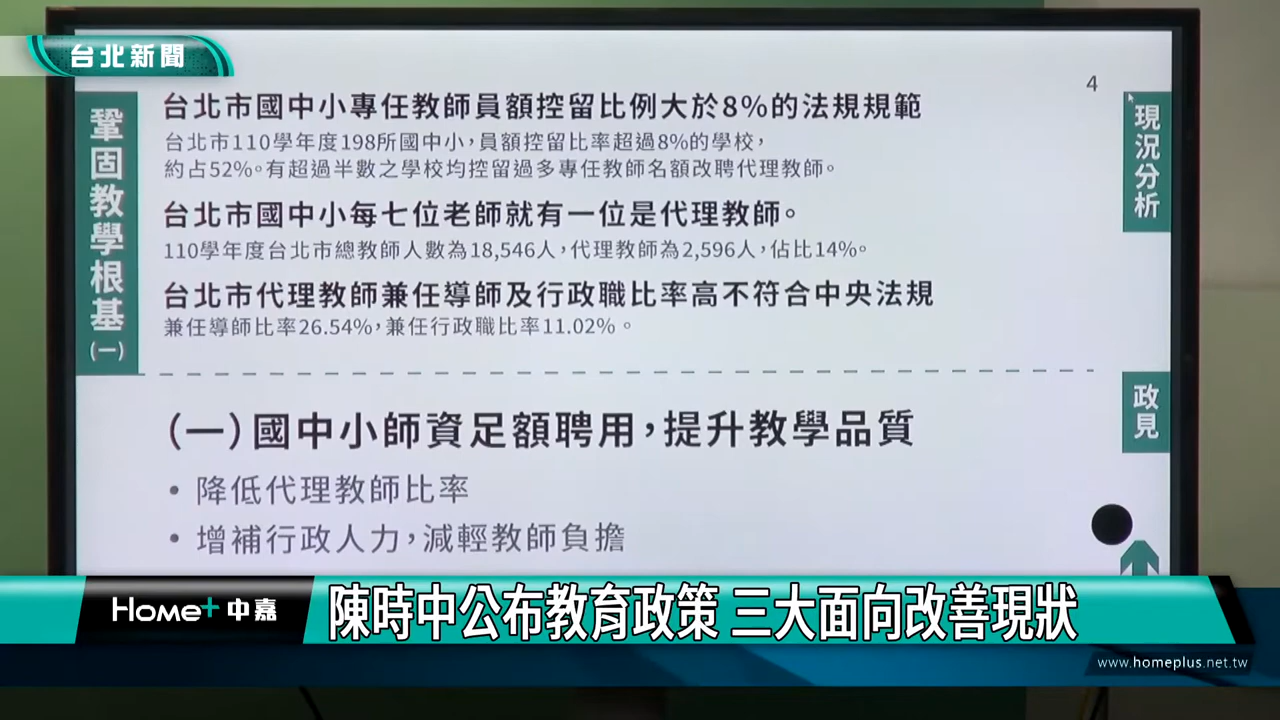 台北新聞
4
鞏固教學根基(一)
台北市國中小專任教師員額控留比例大於8%的法規規範
台北市110學年度198所國中小，員額控留比率超過8%的學校，
約占52%。有超過半數之學校均控留過多專任教師名額改聘代理教師。
台北市國中小每七位老師就有一位是代理教師。
110學年度台北市總教師人數為18,546人，代理教師為2,596人，佔比14%。
台北市代理教師兼任導師及行政職比率高不符合中央法規
兼任導師比率26.54%，兼任行政職比率11.02%。
現況分析
(一)國中小師資足額聘用，提升教學品質
• 降低代理教師比率
• 增補行政人力，減輕教師負擔
政見
Home+中嘉
陳時中公布教育政策 三大面向改善現狀
www.homeplus.net.tw